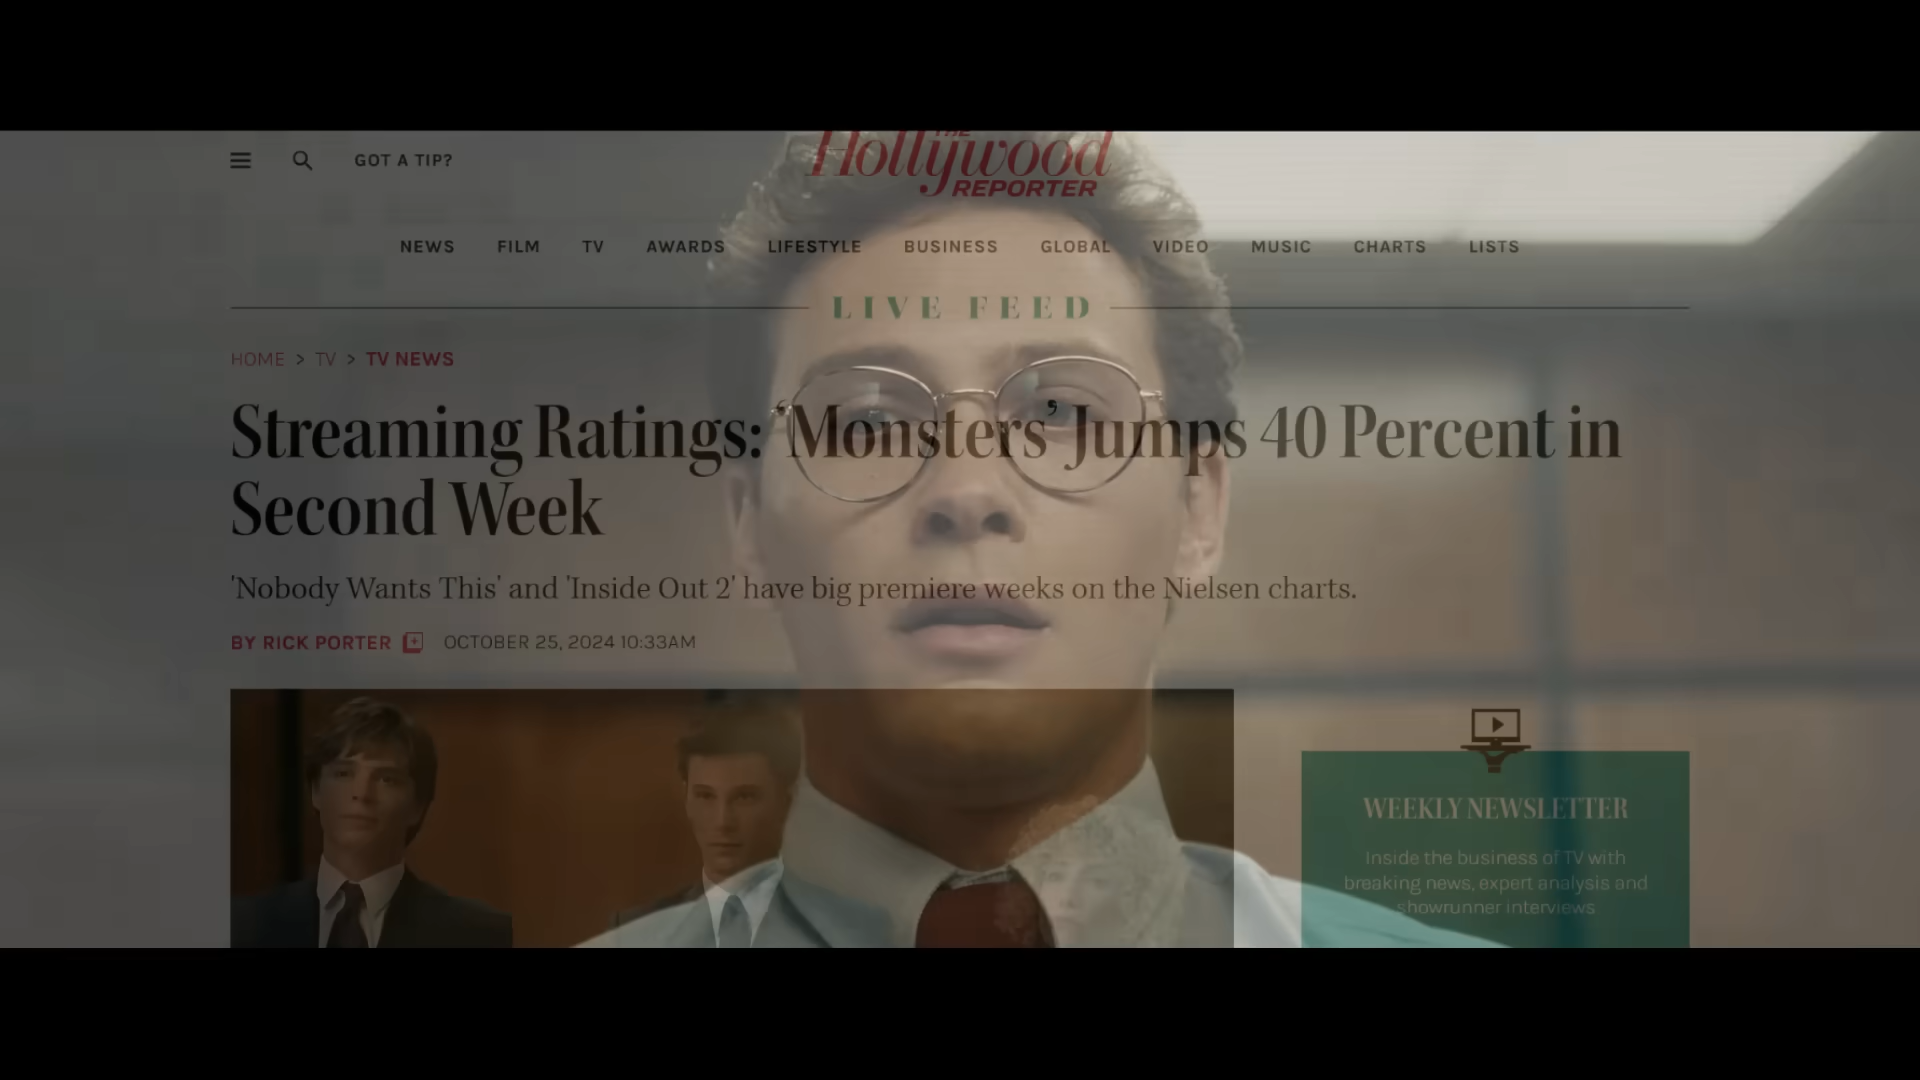 THE
Hollywood
REPORTER
GOT A TIP?
NEWS FILM TV AWARDS LIFESTYLE BUSINESS GLOBAL VIDEO MUSIC CHARTS LISTS
LIVE FEED
HOME > TV > TV NEWS
Streaming Ratings: ‘Monsters’ Jumps 40 Percent in
Second Week
'Nobody Wants This' and 'Inside Out 2' have big premiere weeks on the Nielsen charts.
BY RICK PORTER OCTOBER 25, 2024 10:33AM
WEEKLY NEWSLETTER
Inside the business of TV with
breaking news, expert analysis and
showrunner interviews